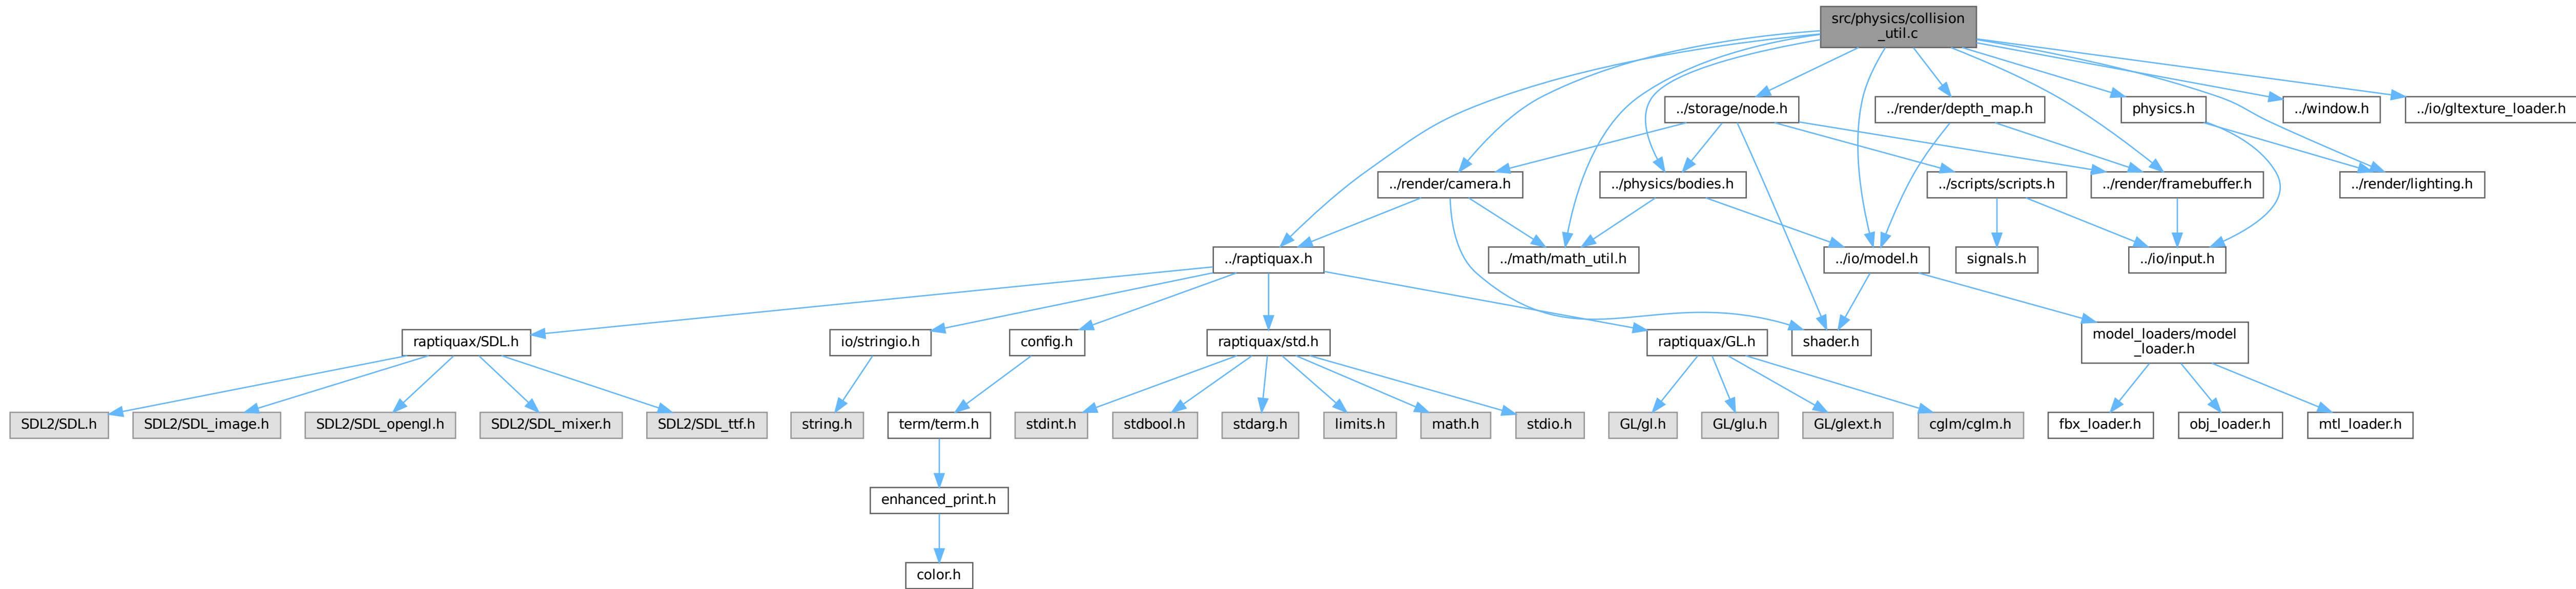 src/physics/collision
_util.c
../storage/node.h
../render/depth_map.h
physics.h
../window.h
../io/gltexture_loader.h
../render/camera.h
../physics/bodies.h
../scripts/scripts.h
../render/framebuffer.h
../render/lighting.h
../raptiquax.h
../math/math_util.h
../io/model.h
signals.h
../io/input.h
raptiquax/SDL.h
io/stringio.h
config.h
raptiquax/std.h
raptiquax/GL.h
shader.h
model_loaders/model
_loader.h
SDL2/SDL.h
SDL2/SDL_image.h
SDL2/SDL_opengl.h
SDL2/SDL_mixer.h
SDL2/SDL_ttf.h
string.h
term/term.h
stdint.h
stdbool.h
stdarg.h
limits.h
math.h
stdio.h
GL/gl.h
GL/glu.h
GL/glext.h
cglm/cglm.h
fbx_loader.h
obj_loader.h
mtl_loader.h
enhanced_print.h
color.h